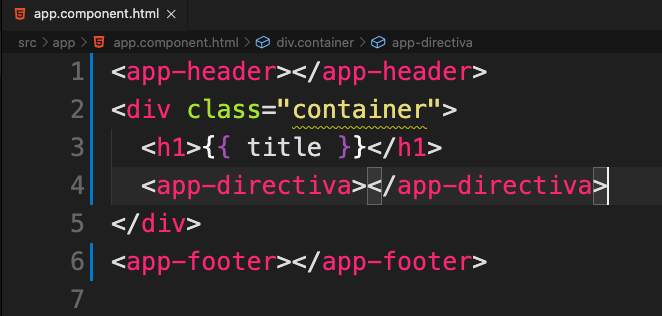 app.component.html ×
src > app > app.component.html > div.container > app-directiva
1 <app-header></app-header>
2 <div class="container">
3 <h1>{{ title }}</h1>
4 <app-directiva></app-directiva>
5 </div>
6 <app-footer></app-footer>
7